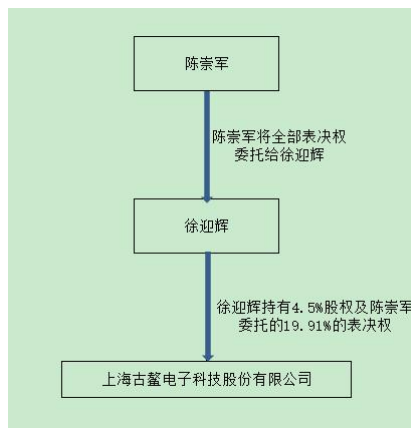 陈崇军
陈崇军将全部表决权
委托给徐迎辉
徐迎辉
徐迎辉持有4.5%股权及陈崇军
委托的19.91%的表决权
上海古鳌电子科技股份有限公司